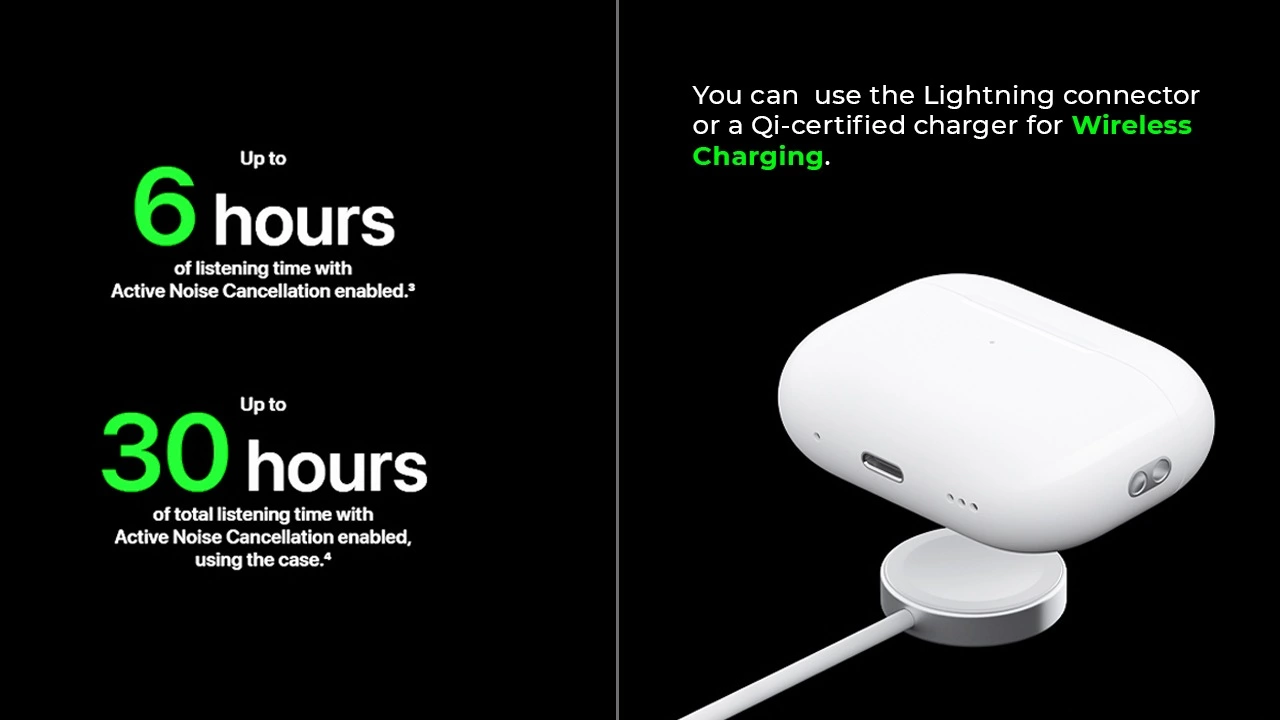 Up to
6 hours
of listening time with
Active Noise Cancellation enabled.³
Up to
30 hours
of total listening time with
Active Noise Cancellation enabled,
using the case.⁴
You can  use the Lightning connector
or a Qi-certified charger for Wireless
Charging.